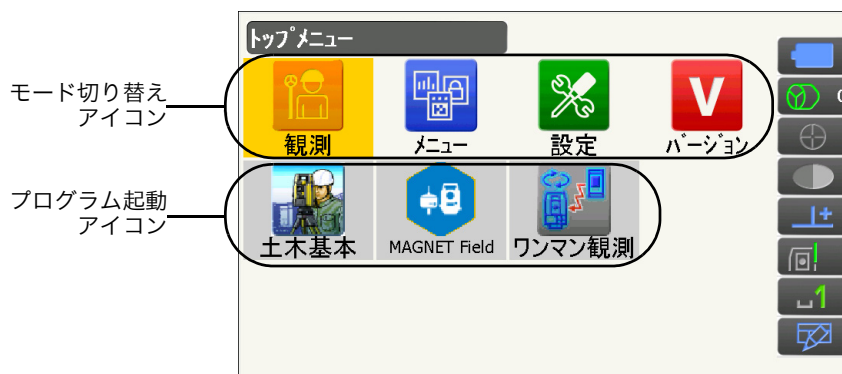 トップメニュー
モード切り替え
アイコン
観測
メニュー
設定
V
バージョン
プログラム起動
アイコン
土木基本
MAGNET Field
ワンマン観測
1